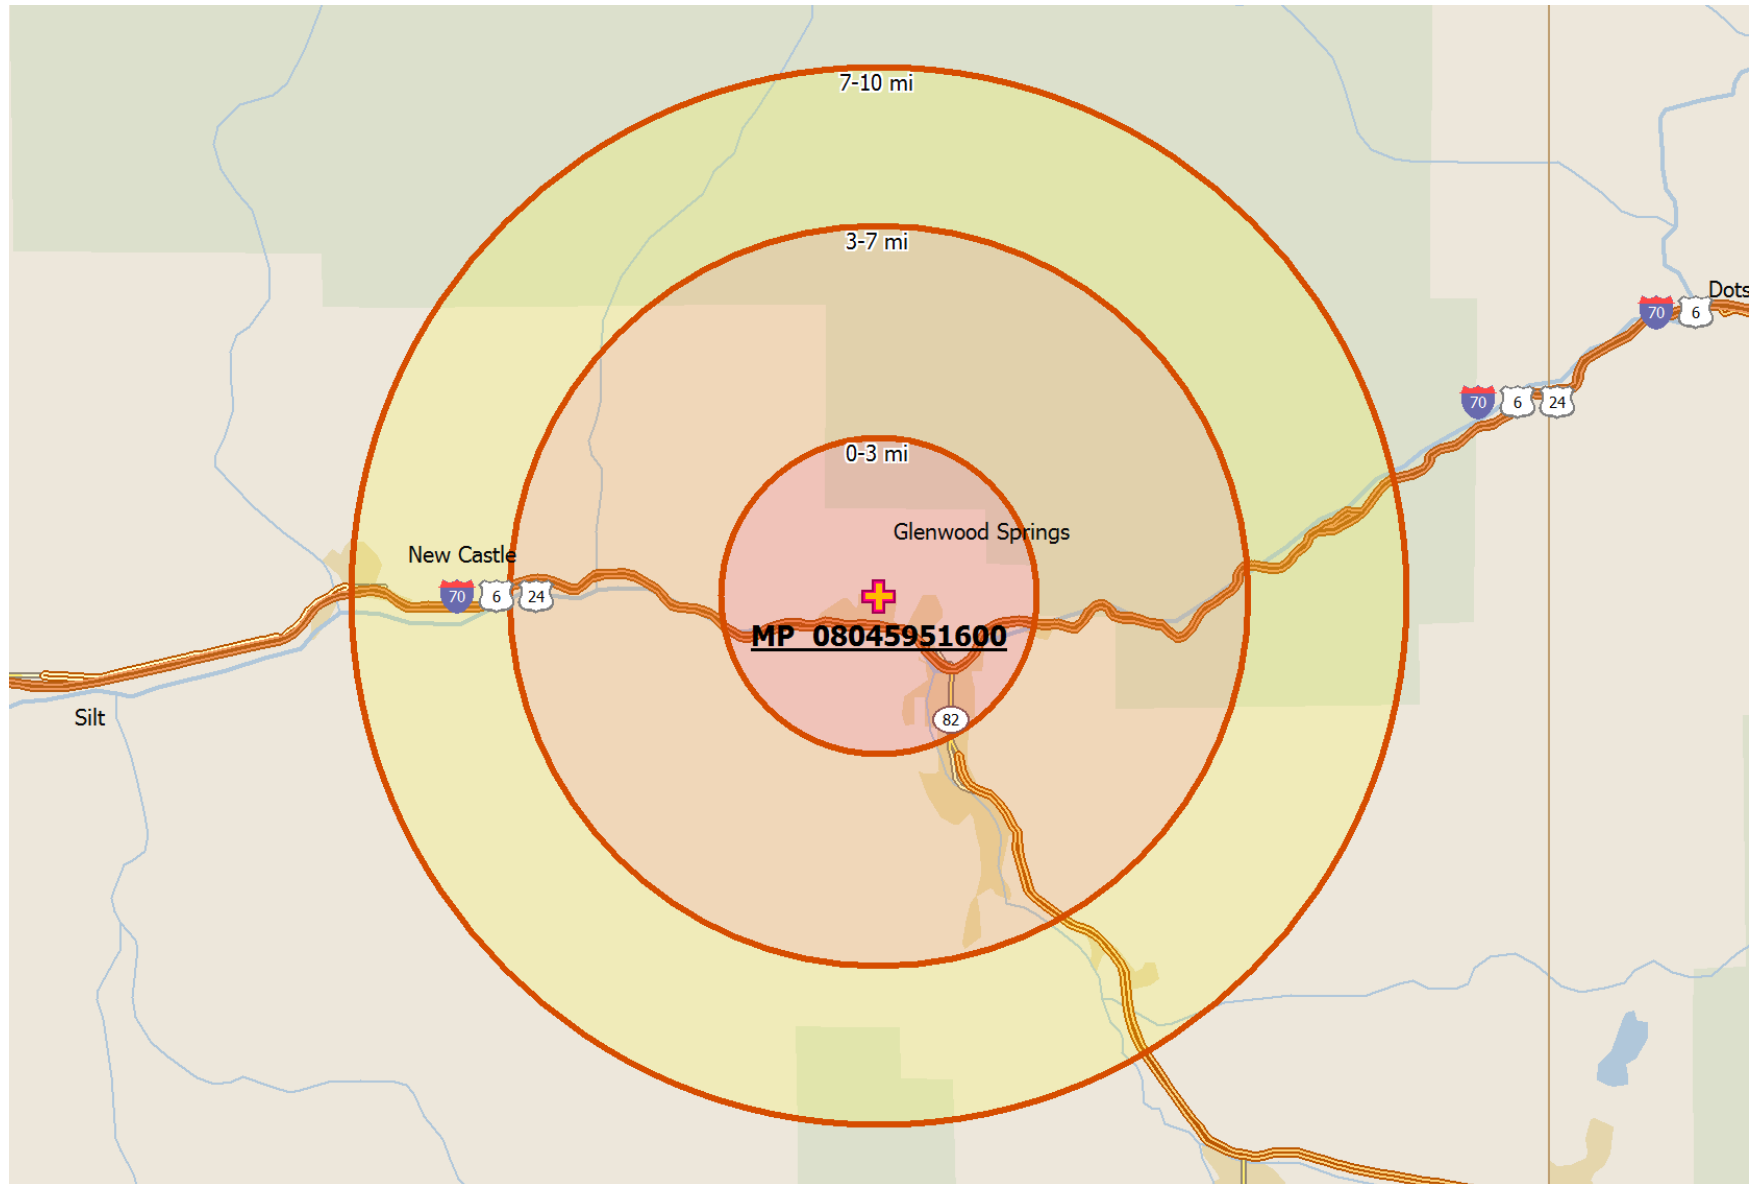 7-10 mi
3-7 mi
Dots
70 6
70 6 24
0-3 mi
Glenwood Springs
New Castle
70 6 24
MP 08045951600
Silt
82